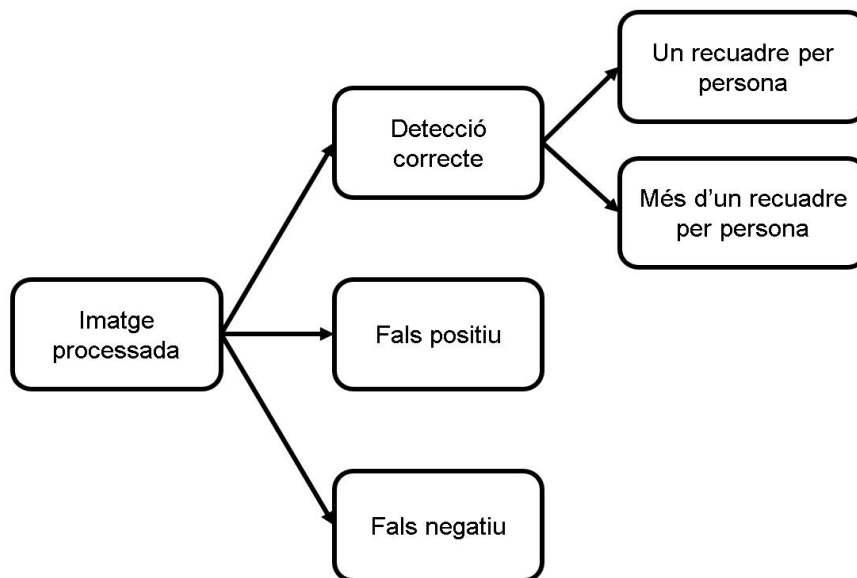 Un recuadre per
persona
Detecció
correcte
Més d'un recuadre
per persona
Imatge
processada
Fals positiu
Fals negatiu